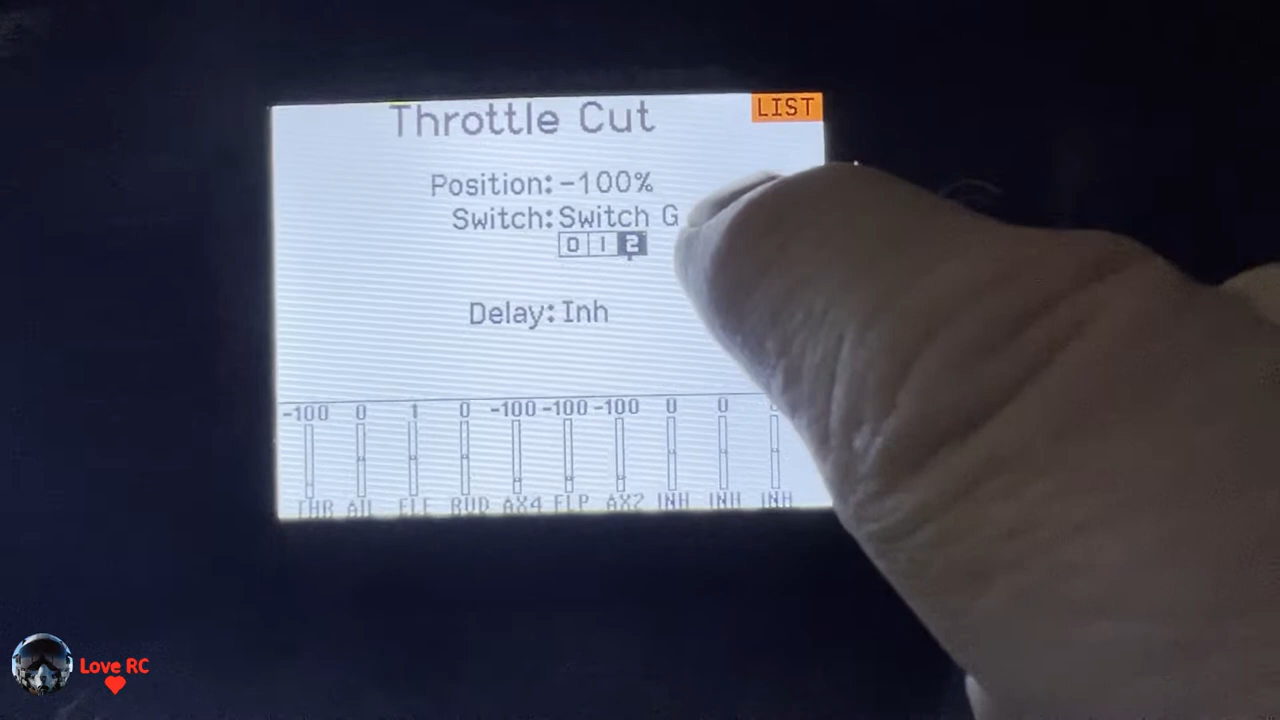 Throttle Cut
LIST
Position: -100%
Switch: Switch G
0 1 2
Delay: Inh
-100 0 1 0 -100 -100 -100 0 0
THR AIL ELE RUD AX4 FLP AX2 INH INH INH
Love RC